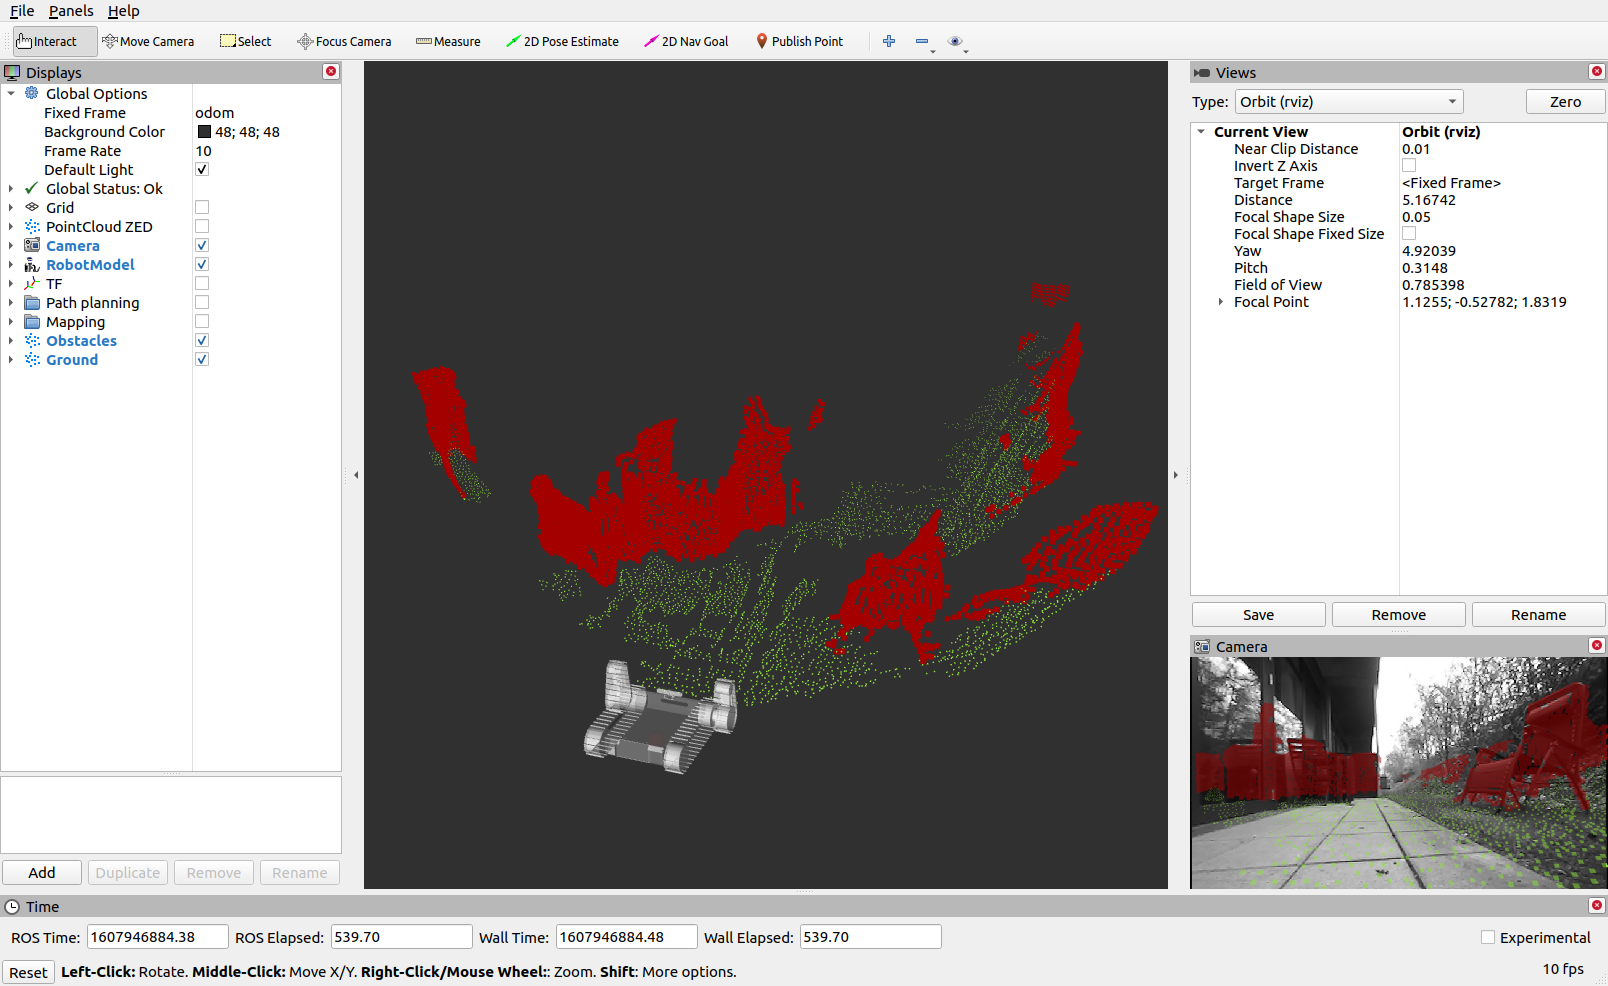 File Panels Help
Interact Move Camera Select Focus Camera Measure 2D Pose Estimate 2D Nav Goal Publish Point
Displays
Global Options
Fixed Frame odom
Background Color 48; 48; 48
Frame Rate 10
Default Light
Global Status: Ok
Grid
PointCloud ZED
Camera
RobotModel
TF
Path planning
Mapping
Obstacles
Ground
Add Duplicate Remove Rename
Views
Type: Orbit (rviz) Zero
Current View Orbit (rviz)
Near Clip Distance 0.01
Invert Z Axis
Target Frame <Fixed Frame>
Distance 5.16742
Focal Shape Size 0.05
Focal Shape Fixed Size
Yaw 4.92039
Pitch 0.3148
Field of View 0.785398
Focal Point 1.1255; -0.52782; 1.8319
Save Remove Rename
Camera
Time
ROS Time: 1607946884.38 ROS Elapsed: 539.70 Wall Time: 1607946884.48 Wall Elapsed: 539.70 Experimental
Reset Left-Click: Rotate. Middle-Click: Move X/Y. Right-Click/Mouse Wheel:: Zoom. Shift: More options. 10 fps